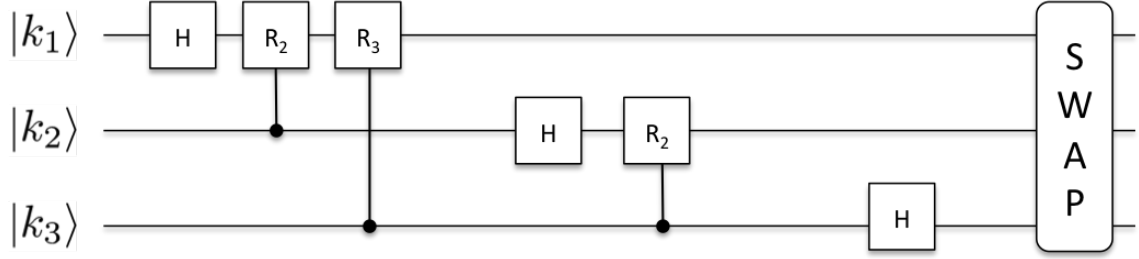 |k₁⟩ H R₂ R₃
|k₂⟩ H R₂
|k₃⟩ H
S
W
A
P